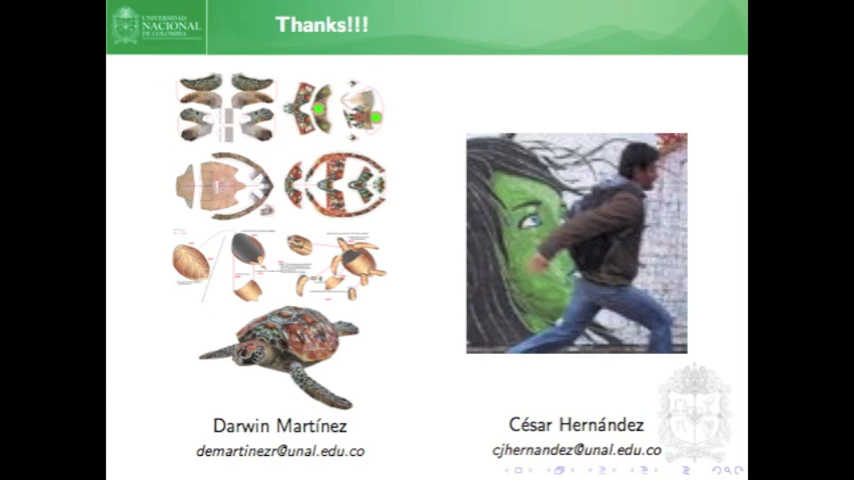 UNIVERSIDAD
NACIONAL
DE COLOMBIA
Thanks!!!
Darwin Martínez
demartinezr@unal.edu.co
César Hernández
cjhernandez@unal.edu.co